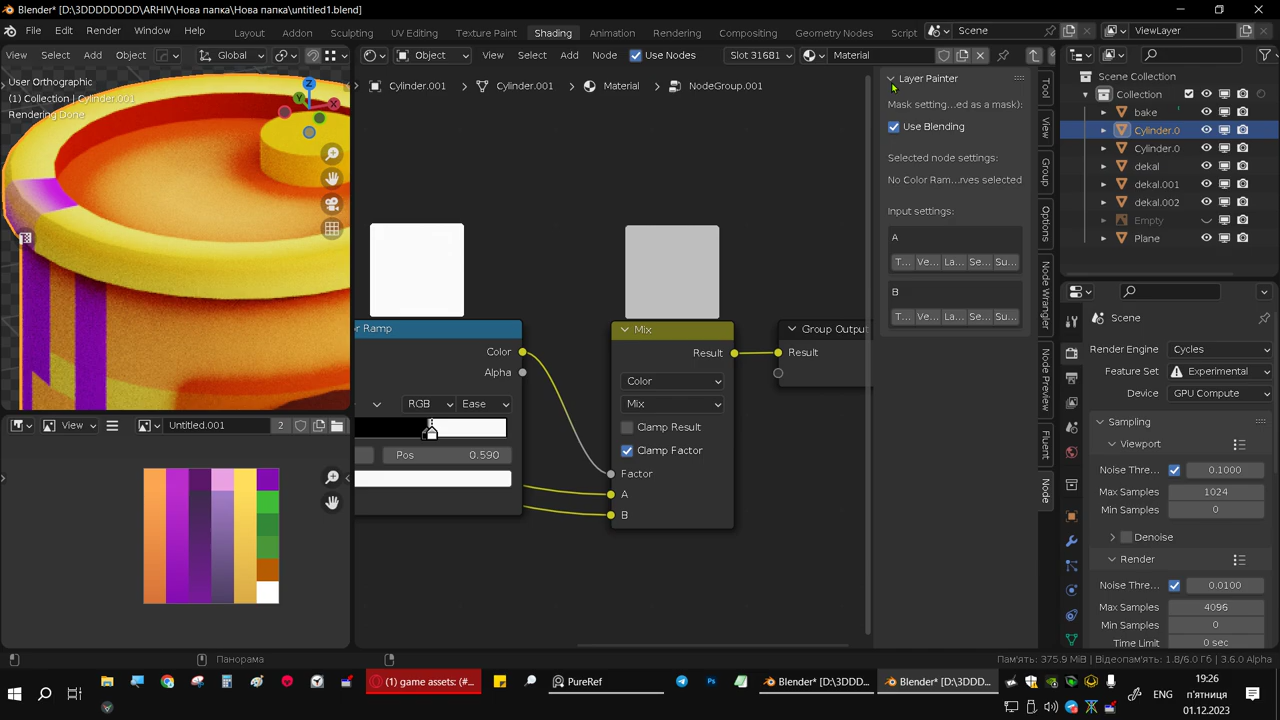 Blender* [D:\3DDDDDDDD\ARHIV\Нова папка\Нова папка\untitled1.blend]
File Edit Render Window Help
Layout Modeling Sculpting UV Editing Texture Paint Shading Animation Rendering Compositing Geometry Nodes Script
Scene
ViewLayer
View Select Add Object Global
Object View Select Add Node Use Nodes Slot 316B1 Material
User Orthographic
(1) Collection | Cylinder.001
Rendering Done
Z
X
Y
Cylinder.001 > Cylinder.001 > Material > NodeGroup.001
or Ramp
Color
Alpha
RGB Ease
Pos 0.590
Mix
Result
Color
Mix
Clamp Result
Clamp Factor
Factor
A
B
Group Output
Result
Layer Painter
Mask setting...ed as a mask):
Use Blending
Selected node settings:
No Color Ram...rves selected
Input settings:
A
T... Ve... La... Se... Su...
B
T... Ve... La... Se... Su...
Tool
View
Group
Options
Node Wrangler
Node Preview
Fluent
Node
Scene Collection
Collection
bake
Cylinder.0
Cylinder.0
dekal
dekal.001
dekal.002
Empty
Plane
Scene
Render Engine Cycles
Feature Set Experimental
Device GPU Compute
Sampling
Viewport
Noise Thre... 0.1000
Max Samples 1024
Min Samples 0
Denoise
Render
Noise Thre... 0.0100
Max Samples 4096
Min Samples 0
Time Limit 0 sec
View
Untitled.001 2
Панорама
Пам'ять: 375.9 MiB | Відеопам'ять: 1.8/6.0 Гб | 3.6.0 Alpha
(1) game assets: (#...
PureRef
Blender* [D:\3DDD...
Blender* [D:\3DDD...
ENG
19:26
п'ятниця
01.12.2023